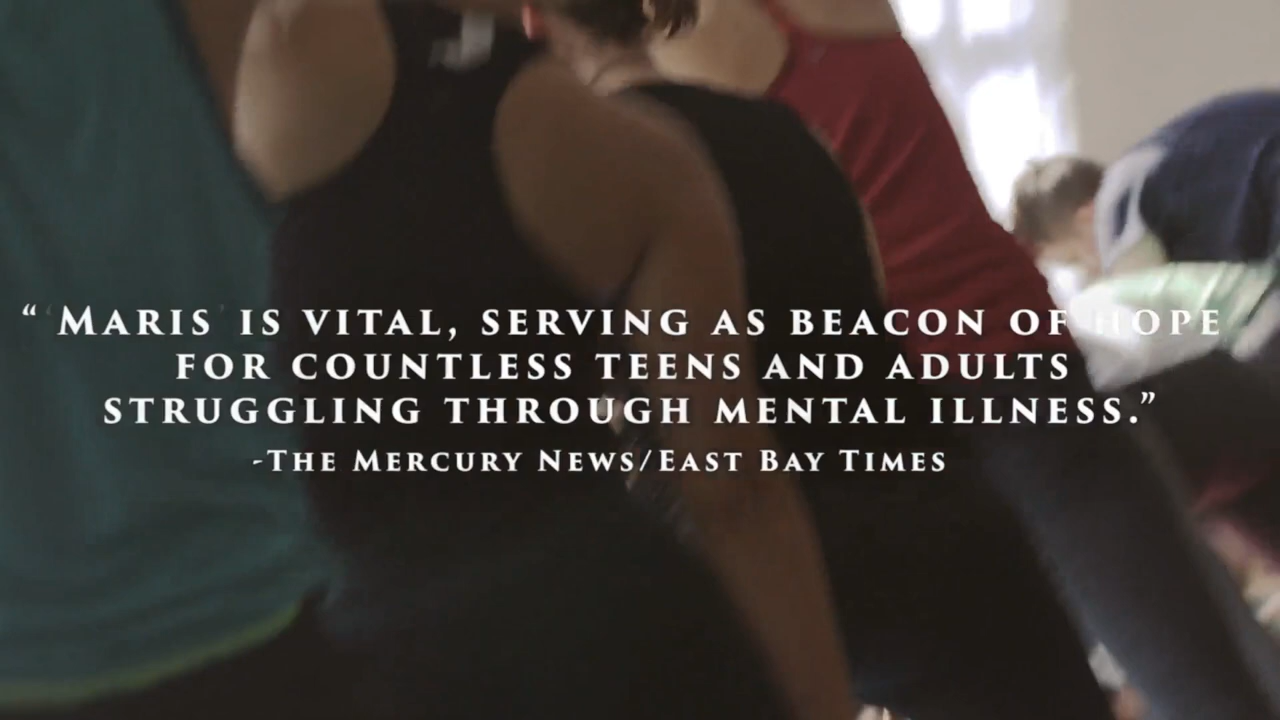 “‘MARIS’ IS VITAL, SERVING AS BEACON OF HOPE
FOR COUNTLESS TEENS AND ADULTS
STRUGGLING THROUGH MENTAL ILLNESS.”
-THE MERCURY NEWS/EAST BAY TIMES